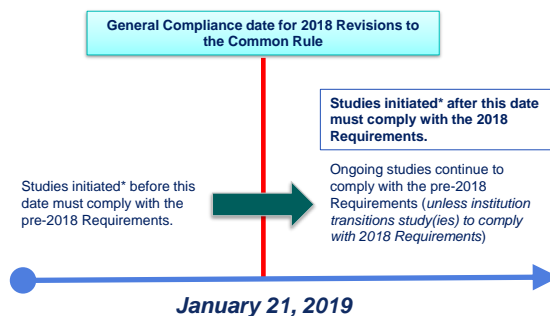 General Compliance date for 2018 Revisions to
the Common Rule
Studies initiated* after this date
must comply with the 2018
Requirements.
Studies initiated* before this
date must comply with the
pre-2018 Requirements.
Ongoing studies continue to
comply with the pre-2018
Requirements (unless institution
transitions study(ies) to comply
with 2018 Requirements)
January 21, 2019